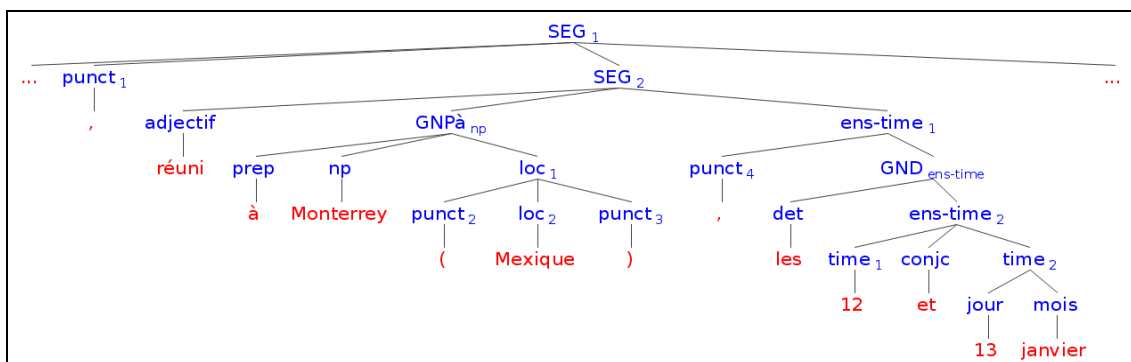 SEG 1
... punct 1 SEG 2 ...
, adjectif GNPà np ens-time 1
réuni prep np loc 1 punct 4 GND ens-time
à Monterrey punct 2 loc 2 punct 3 , det ens-time 2
( Mexique ) les time 1 conjc time 2
12 et jour mois
13 janvier